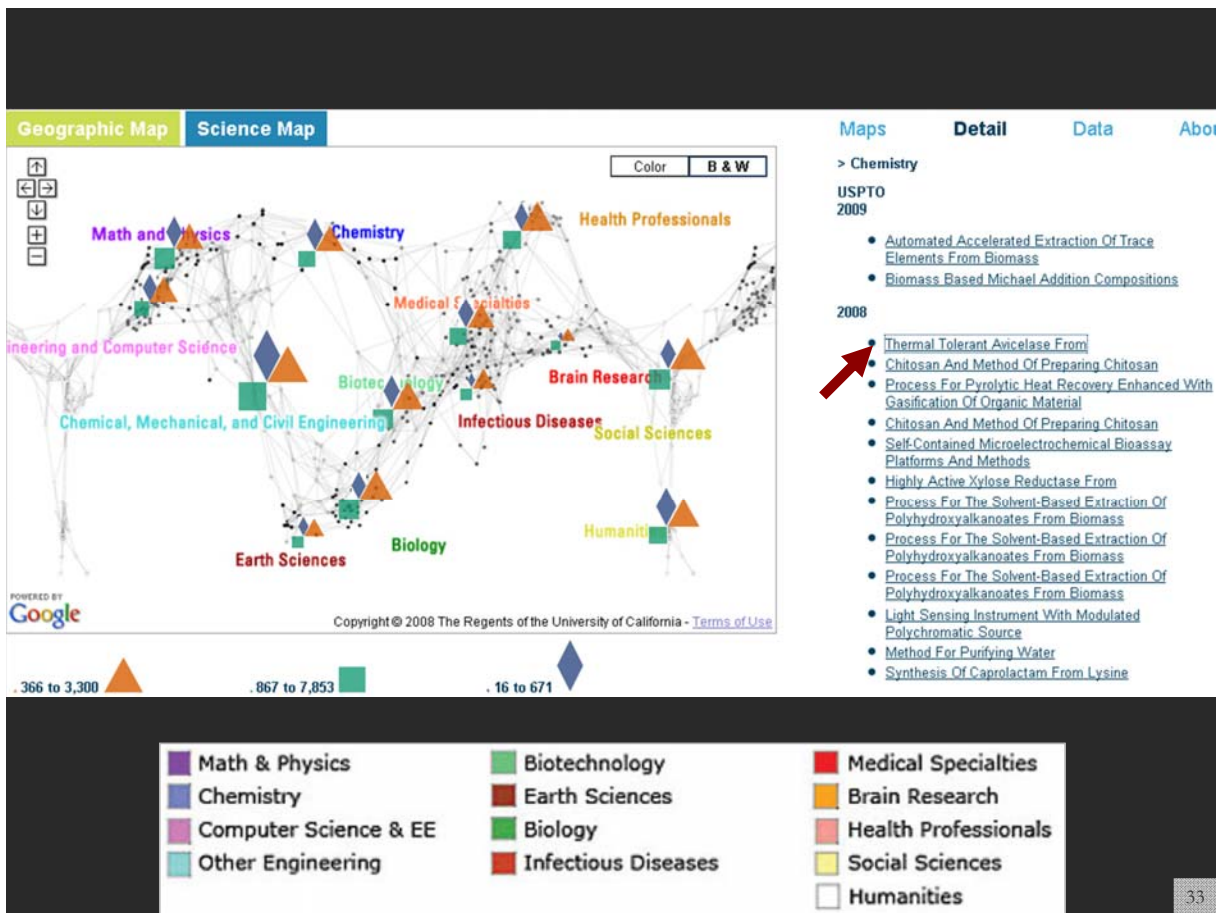 Geographic Map
Science Map
Maps
Detail
Data
Abou
Color
B & W
> Chemistry
USPTO
2009
Automated Accelerated Extraction Of Trace
Elements From Biomass
Biomass Based Michael Addition Compositions
2008
Thermal Tolerant Avicelase From
Chitosan And Method Of Preparing Chitosan
Process For Pyrolytic Heat Recovery Enhanced With
Gasification Of Organic Material
Chitosan And Method Of Preparing Chitosan
Self-Contained Microelectrochemical Bioassay
Platforms And Methods
Highly Active Xylose Reductase From
Process For The Solvent-Based Extraction Of
Polyhydroxyalkanoates From Biomass
Process For The Solvent-Based Extraction Of
Polyhydroxyalkanoates From Biomass
Process For The Solvent-Based Extraction Of
Polyhydroxyalkanoates From Biomass
Light Sensing Instrument With Modulated
Polychromatic Source
Method For Purifying Water
Synthesis Of Caprolactam From Lysine
Health Professionals
Math and Physics
Chemistry
Medical Specialties
ineering and Computer Science
Brain Research
Biotechnology
Chemical, Mechanical, and Civil Engineering
Infectious Diseases
Social Sciences
Humaniti
Biology
Earth Sciences
POWERED BY
Google
Copyright © 2008 The Regents of the University of California - Terms of Use
. 366 to 3,300
. 867 to 7,853
. 16 to 671
Math & Physics
Chemistry
Computer Science & EE
Other Engineering
Biotechnology
Earth Sciences
Biology
Infectious Diseases
Medical Specialties
Brain Research
Health Professionals
Social Sciences
Humanities
33